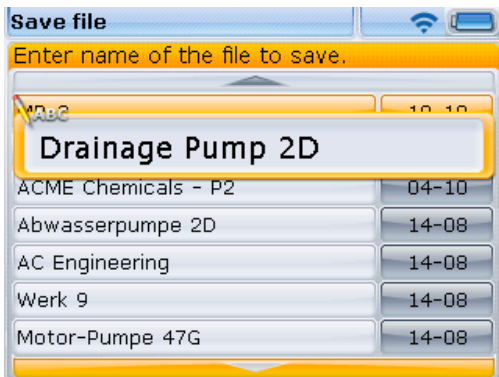 Save file
Enter name of the file to save.
ABC
Drainage Pump 2D
ACME Chemicals - P2 04-10
Abwasserpumpe 2D 14-08
AC Engineering 14-08
Werk 9 14-08
Motor-Pumpe 47G 14-08